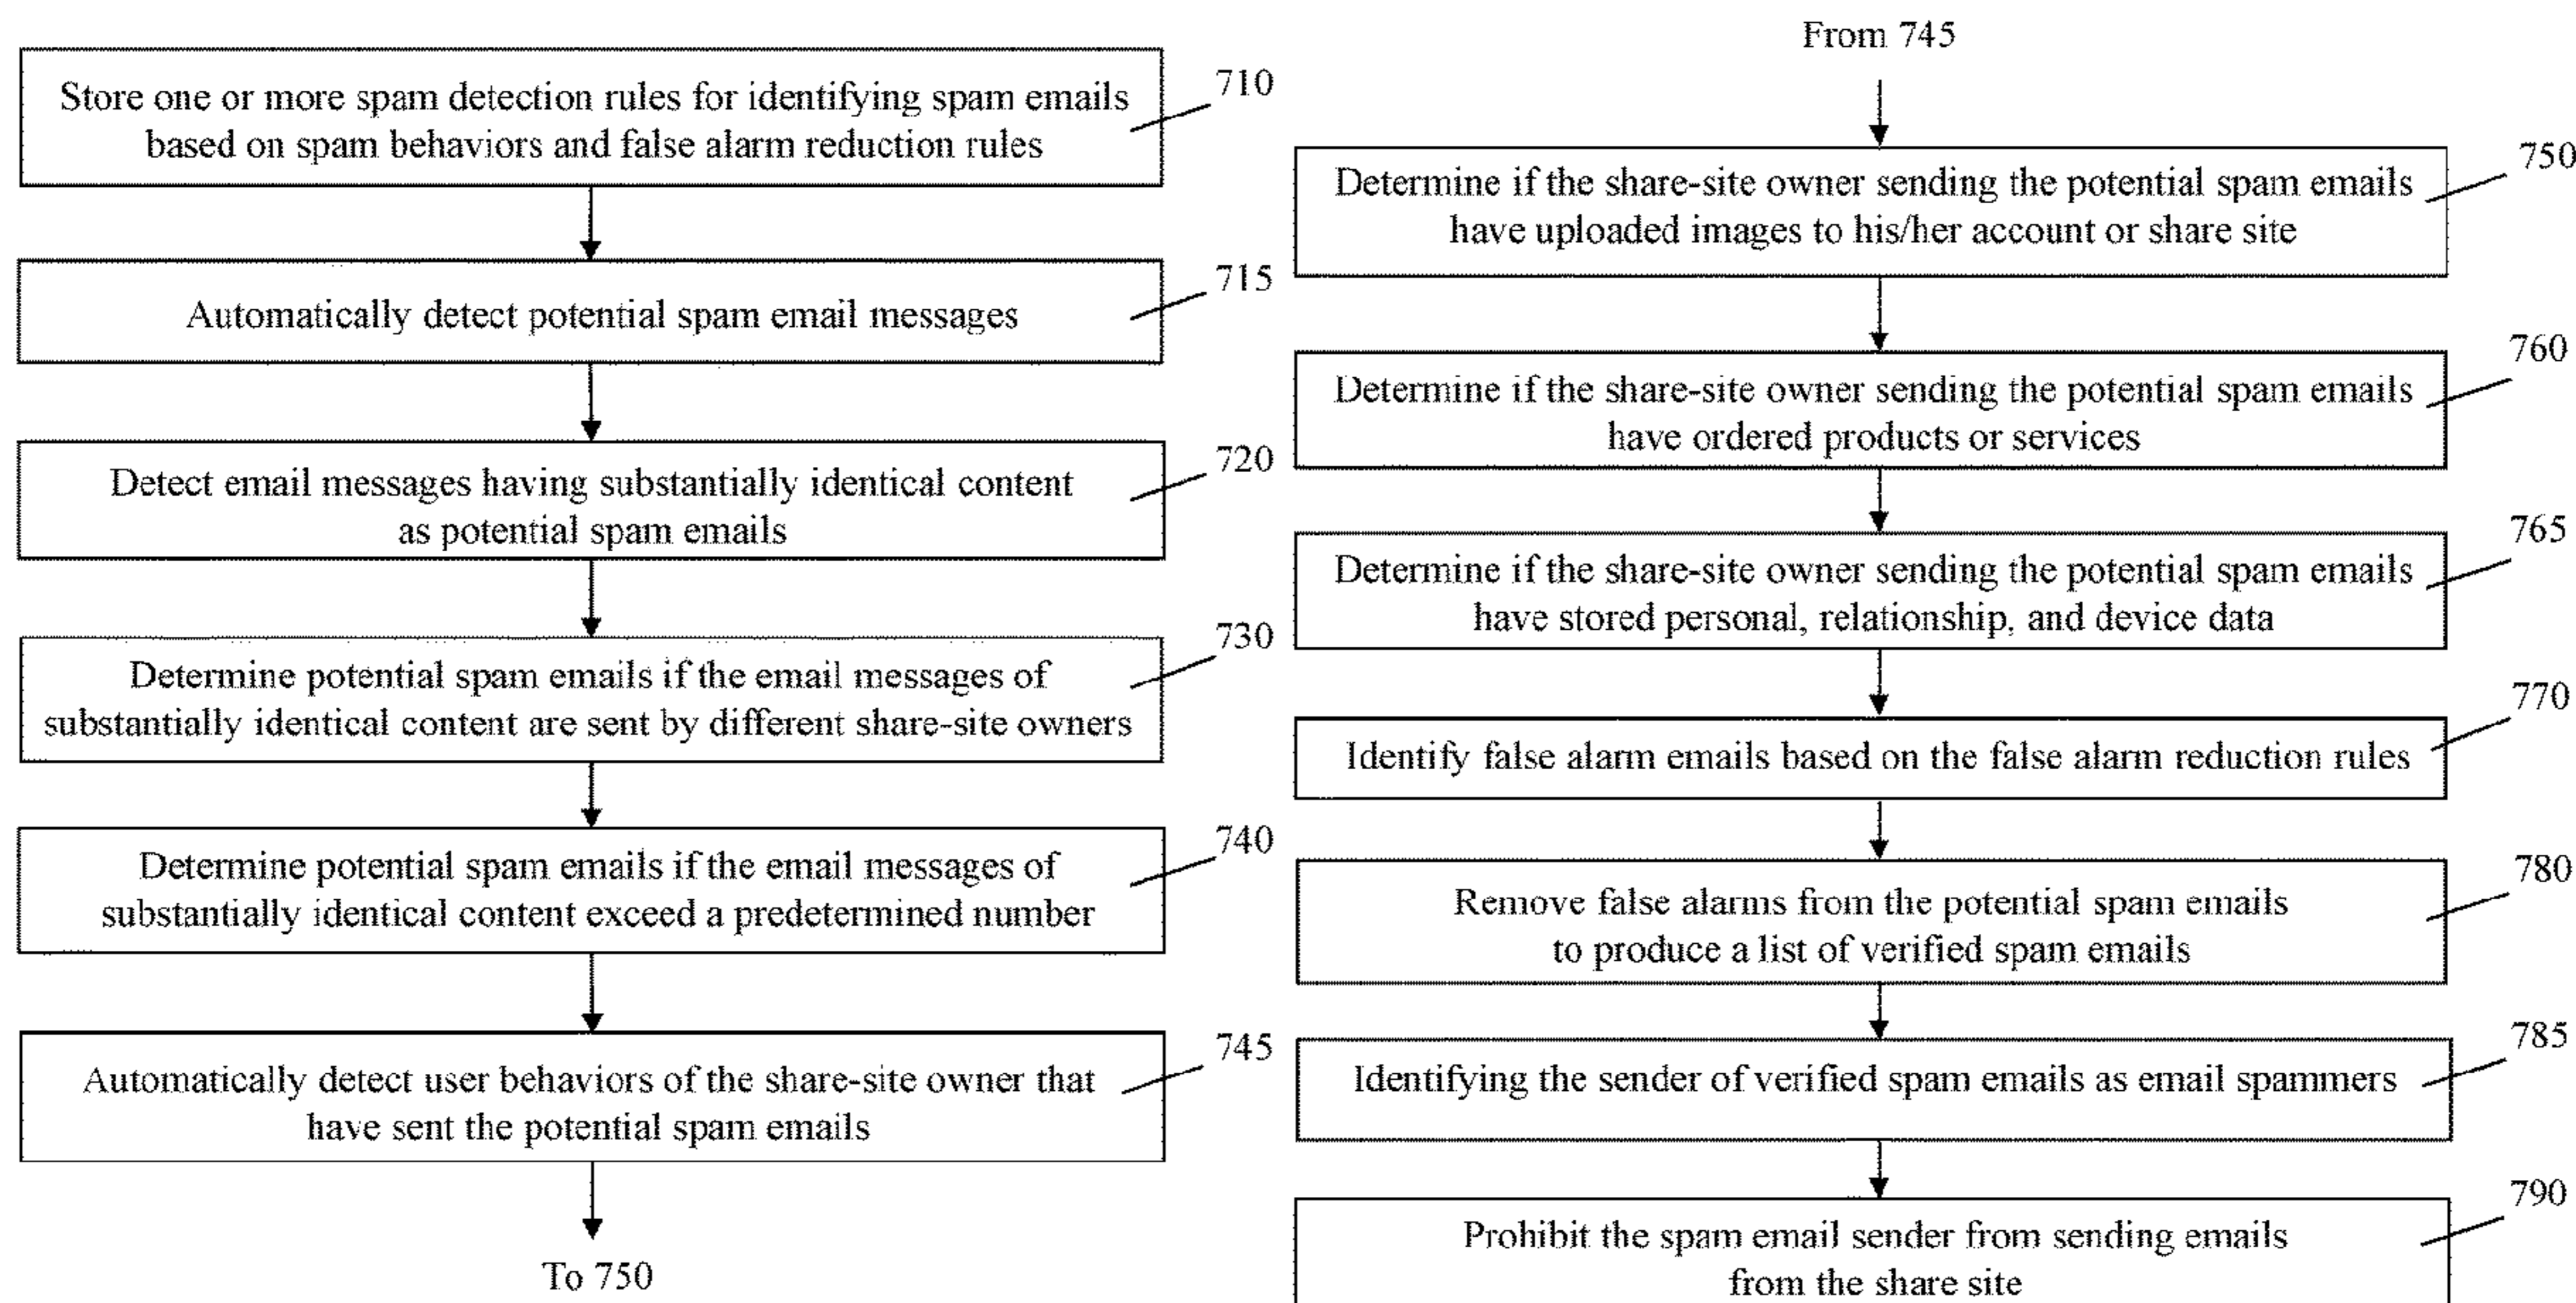 Store one or more spam detection rules for identifying spam emails
based on spam behaviors and false alarm reduction rules
710
Automatically detect potential spam email messages
715
Detect email messages having substantially identical content
as potential spam emails
720
Determine potential spam emails if the email messages of
substantially identical content are sent by different share-site owners
730
Determine potential spam emails if the email messages of
substantially identical content exceed a predetermined number
740
Automatically detect user behaviors of the share-site owner that
have sent the potential spam emails
745
To 750
From 745
Determine if the share-site owner sending the potential spam emails
have uploaded images to his/her account or share site
750
Determine if the share-site owner sending the potential spam emails
have ordered products or services
760
Determine if the share-site owner sending the potential spam emails
have stored personal, relationship, and device data
765
Identify false alarm emails based on the false alarm reduction rules
770
Remove false alarms from the potential spam emails
to produce a list of verified spam emails
780
Identifying the sender of verified spam emails as email spammers
785
Prohibit the spam email sender from sending emails
from the share site
790